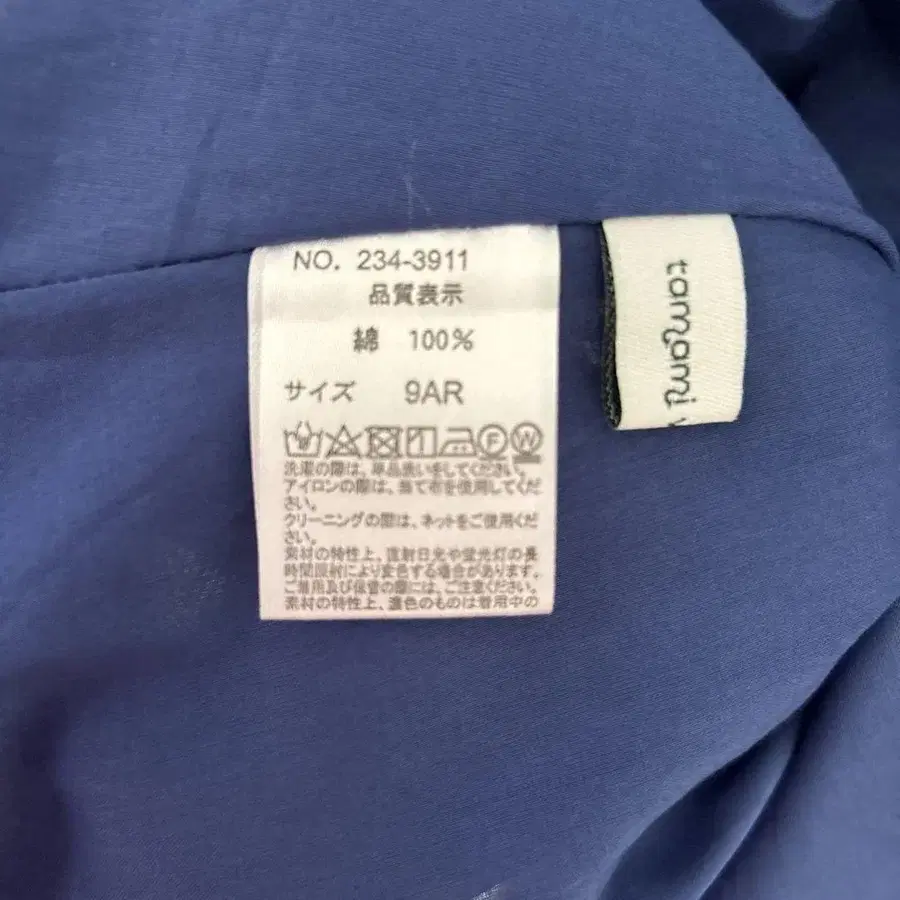 NO. 234-3911
品質表示
綿 100%
サイズ 9AR
F W
洗濯の際は、単品洗いをしてください。
アイロンの際は、当て布を使用してくだ
さい。
クリーニングの際は、ネットをご使用くだ
さい。
素材の特性上、直射日光や蛍光灯の長
時間反射により変色する場合があります。
ご着用及び保管の際には、ご注意ください。
素材の特性上、濃色のものは着用中の
tamami